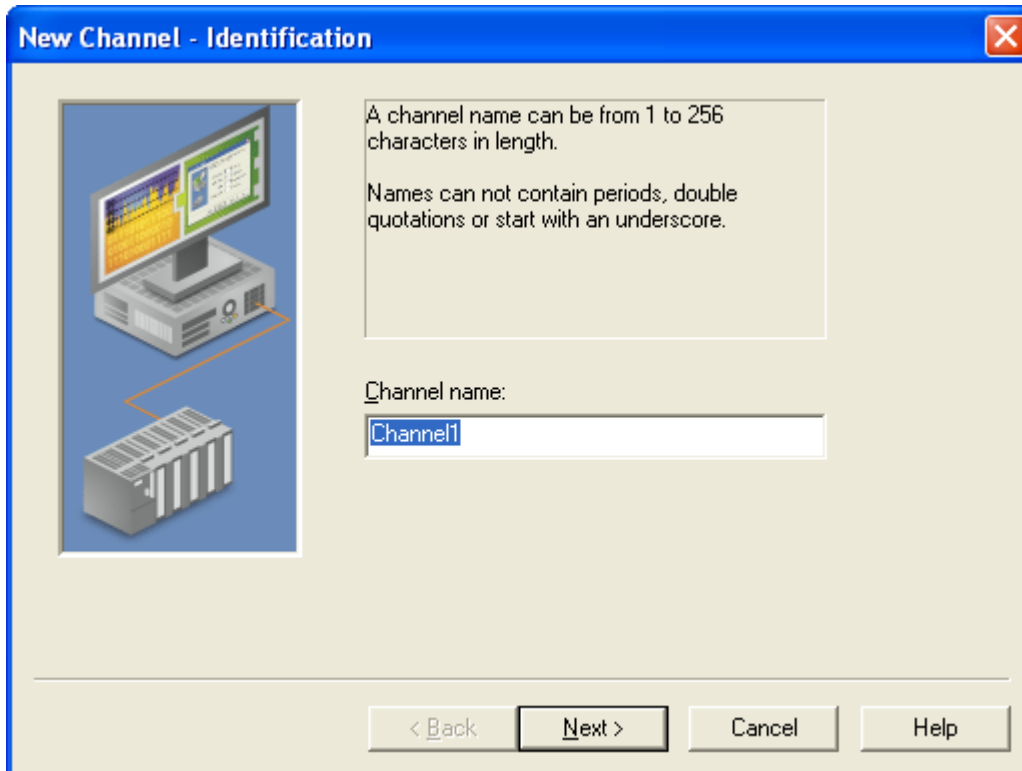 New Channel - Identification
A channel name can be from 1 to 256
characters in length.
Names can not contain periods, double
quotations or start with an underscore.
Channel name:
Channel1
< Back
Next >
Cancel
Help